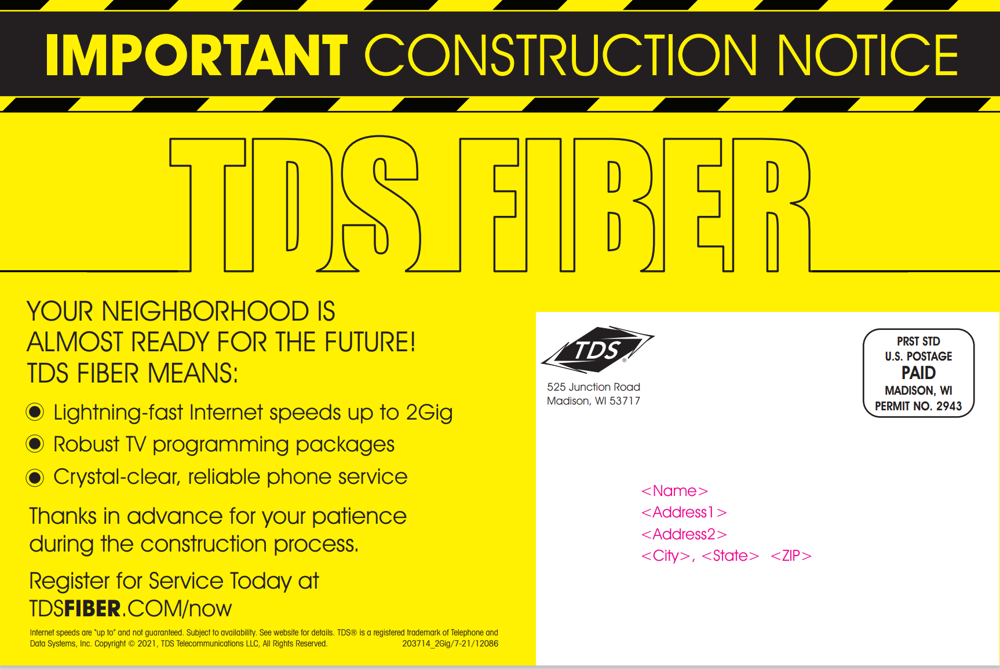 IMPORTANT CONSTRUCTION NOTICE
TDS FIBER
YOUR NEIGHBORHOOD IS
ALMOST READY FOR THE FUTURE!
TDS FIBER MEANS:
Lightning-fast Internet speeds up to 2Gig
Robust TV programming packages
Crystal-clear, reliable phone service
Thanks in advance for your patience
during the construction process.
Register for Service Today at
TDSFIBER.COM/now
Internet speeds are “up to” and not guaranteed. Subject to availability. See website for details. TDS® is a registered trademark of Telephone and
Data Systems, Inc. Copyright © 2021, TDS Telecommunications LLC, All Rights Reserved. 203714_2Gig/7-21/12086
TDS®
525 Junction Road
Madison, WI 53717
PRST STD
U.S. POSTAGE
PAID
MADISON, WI
PERMIT NO. 2943
<Name>
<Address1>
<Address2>
<City>, <State> <ZIP>